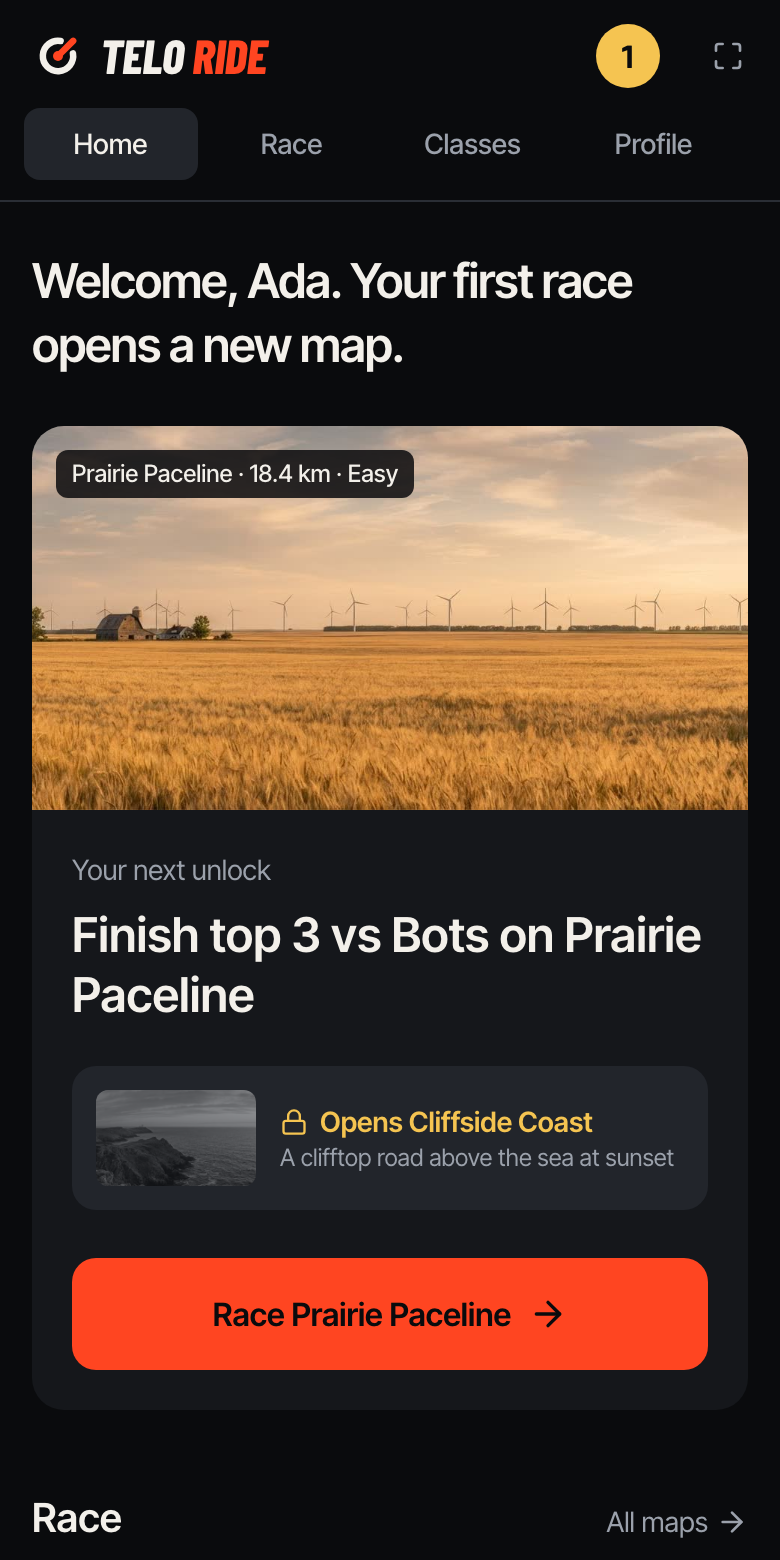 TELO RIDE
1
Home
Race
Classes
Profile
Welcome, Ada. Your first race
opens a new map.
Prairie Paceline · 18.4 km · Easy
Your next unlock
Finish top 3 vs Bots on Prairie
Paceline
Opens Cliffside Coast
A clifftop road above the sea at sunset
Race Prairie Paceline
Race
All maps